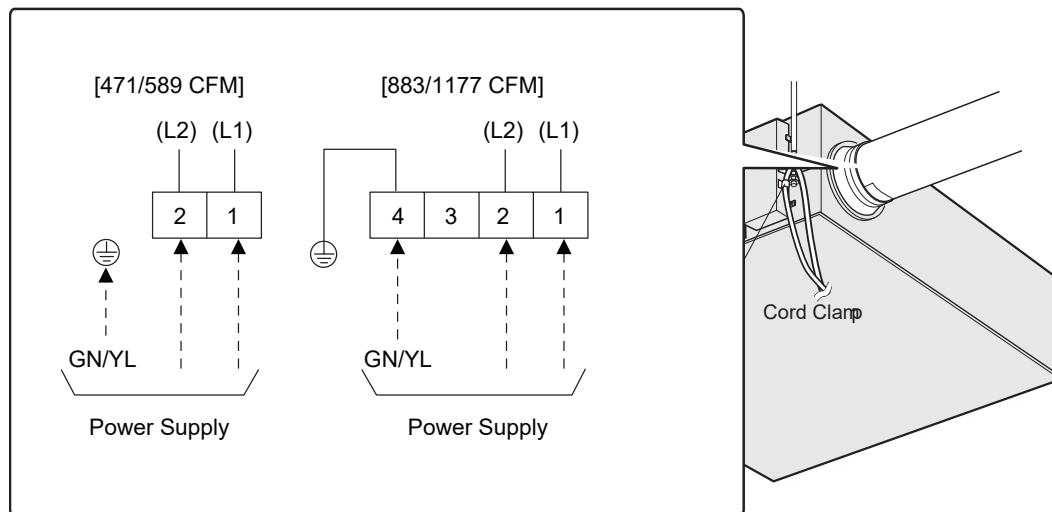 [471/589 CFM]
(L2) (L1)
2 1
GN/YL
Power Supply
[883/1177 CFM]
(L2) (L1)
4 3 2 1
GN/YL
Power Supply
Cord Clamp